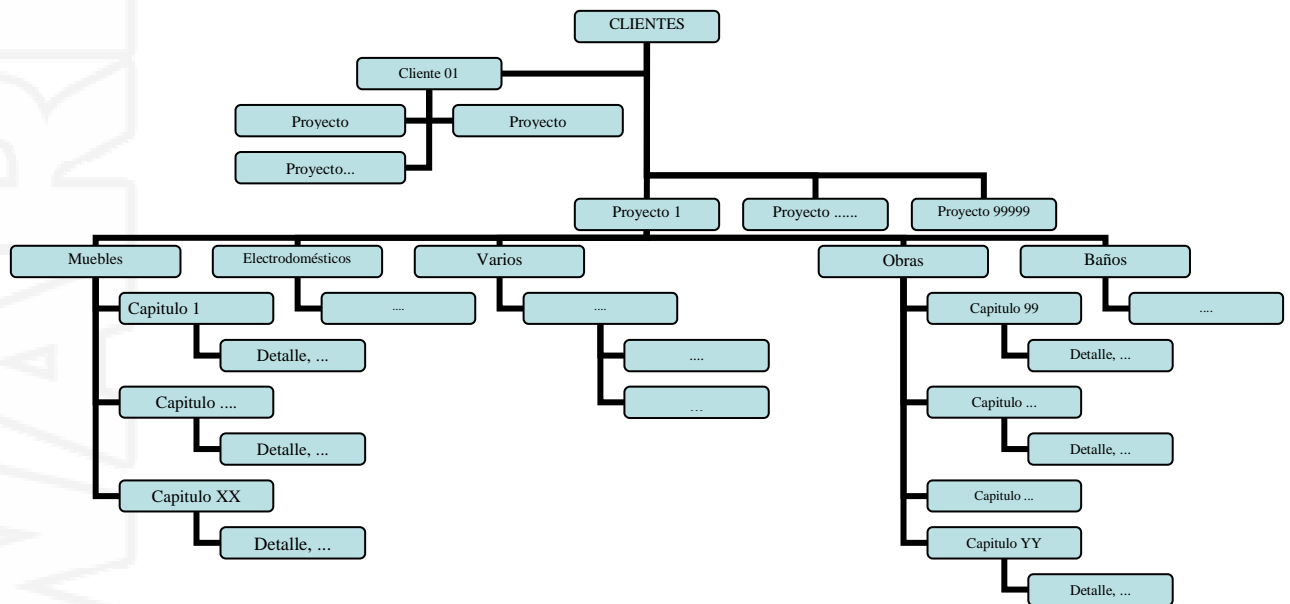 CLIENTES
Cliente 01
Proyecto
Proyecto
Proyecto...
Proyecto 1
Proyecto ......
Proyecto 99999
Muebles
Electrodomésticos
Varios
Obras
Baños
Capitulo 1
....
....
Capitulo 99
....
Detalle, ...
....
Detalle, ...
Capitulo ....
...
Capitulo ...
Detalle, ...
Detalle, ...
Capitulo XX
Capitulo ...
Detalle, ...
Capitulo YY
Detalle, ...